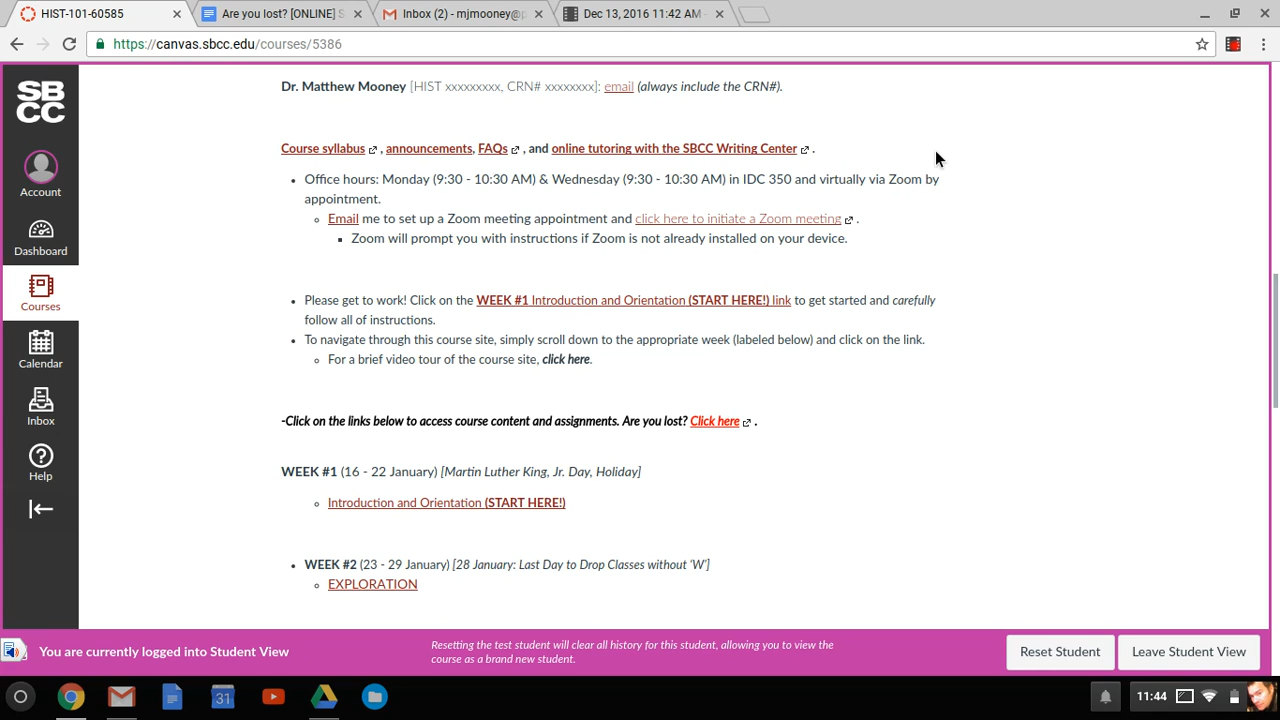 HIST-101-60585
Are you lost? [ONLINE] S
Inbox (2) - mjmooney@p
Dec 13, 2016 11:42 AM -
https://canvas.sbcc.edu/courses/5386
SB
CC
Account
Dashboard
Courses
Calendar
Inbox
Help
Dr. Matthew Mooney [HIST xxxxxxxxx, CRN# xxxxxxxx]: email (always include the CRN#).
Course syllabus , announcements, FAQs , and online tutoring with the SBCC Writing Center .
Office hours: Monday (9:30 - 10:30 AM) & Wednesday (9:30 - 10:30 AM) in IDC 350 and virtually via Zoom by
appointment.
Email me to set up a Zoom meeting appointment and click here to initiate a Zoom meeting .
Zoom will prompt you with instructions if Zoom is not already installed on your device.
Please get to work! Click on the WEEK #1 Introduction and Orientation (START HERE!) link to get started and carefully
follow all of instructions.
To navigate through this course site, simply scroll down to the appropriate week (labeled below) and click on the link.
For a brief video tour of the course site, click here.
-Click on the links below to access course content and assignments. Are you lost? Click here .
WEEK #1 (16 - 22 January) [Martin Luther King, Jr. Day, Holiday]
Introduction and Orientation (START HERE!)
WEEK #2 (23 - 29 January) [28 January: Last Day to Drop Classes without 'W']
EXPLORATION
You are currently logged into Student View
Resetting the test student will clear all history for this student, allowing you to view the
course as a brand new student.
Reset Student
Leave Student View
31
11:44